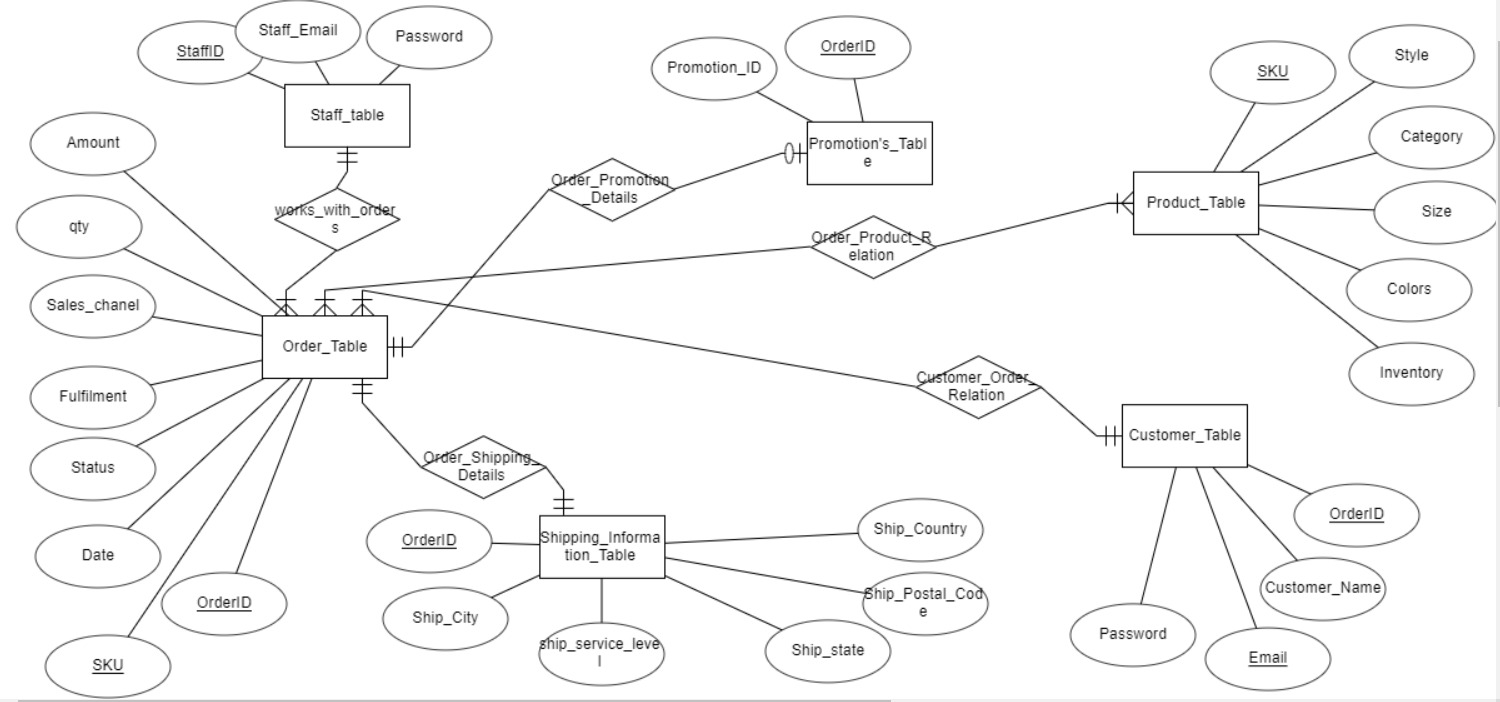 StaffID
Staff_Email
Password
Staff_table
Promotion_ID
OrderID
Promotion's_Tabl
e
SKU
Style
Category
Size
Colors
Inventory
Product_Table
Amount
qty
Sales_chanel
Fulfilment
Status
Date
SKU
OrderID
Order_Table
works_with_order
s
Order_Promotion
_Details
Order_Product_R
elation
Customer_Order_
Relation
Order_Shipping_
Details
Customer_Table
OrderID
Customer_Name
Email
Password
Shipping_Informa
tion_Table
OrderID
Ship_City
ship_service_leve
l
Ship_state
Ship_Postal_Cod
e
Ship_Country